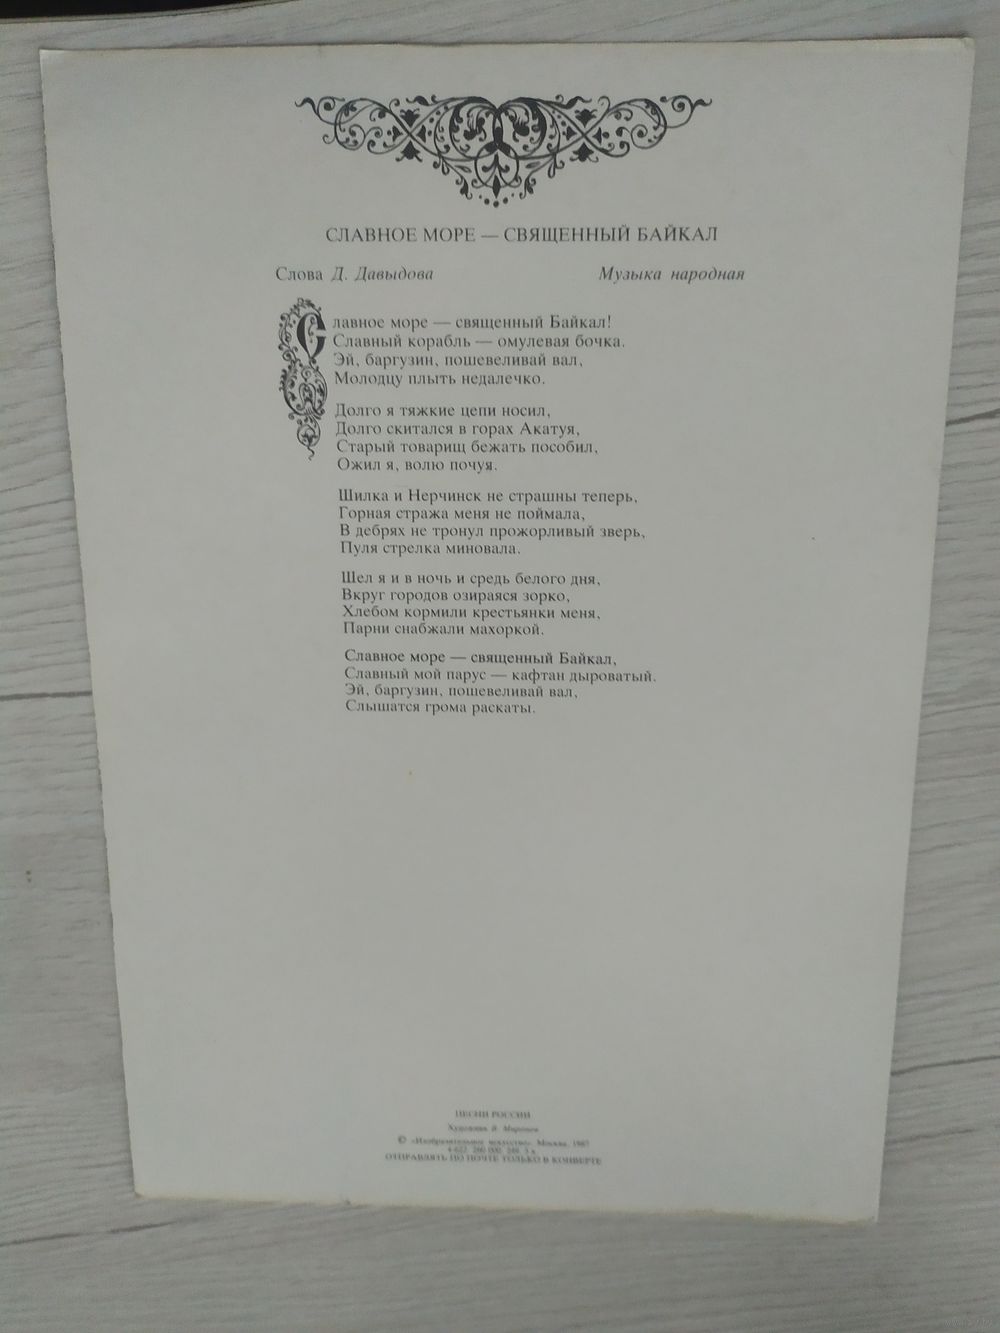 СЛАВНОЕ МОРЕ — СВЯЩЕННЫЙ БАЙКАЛ
Слова Д. Давыдова Музыка народная
Славное море — священный Байкал!
Славный корабль — омулевая бочка.
Эй, баргузин, пошевеливай вал,
Молодцу плыть недалечко.
Долго я тяжкие цепи носил,
Долго скитался в горах Акатуя,
Старый товарищ бежать пособил,
Ожил я, волю почуя.
Шилка и Нерчинск не страшны теперь,
Горная стража меня не поймала,
В дебрях не тронул прожорливый зверь,
Пуля стрелка миновала.
Шел я и в ночь и средь белого дня,
Вкруг городов озираяся зорко,
Хлебом кормили крестьянки меня,
Парни снабжали махоркой.
Славное море — священный Байкал,
Славный мой парус — кафтан дыроватый.
Эй, баргузин, пошевеливай вал,
Слышатся грома раскаты.
ПЕСНИ РОССИИ
Художник В.
© «Изобразительное искусство». Москва.
ОТПРАВЛЯТЬ ПО ПОЧТЕ ТОЛЬКО В КОНВЕРТЕ